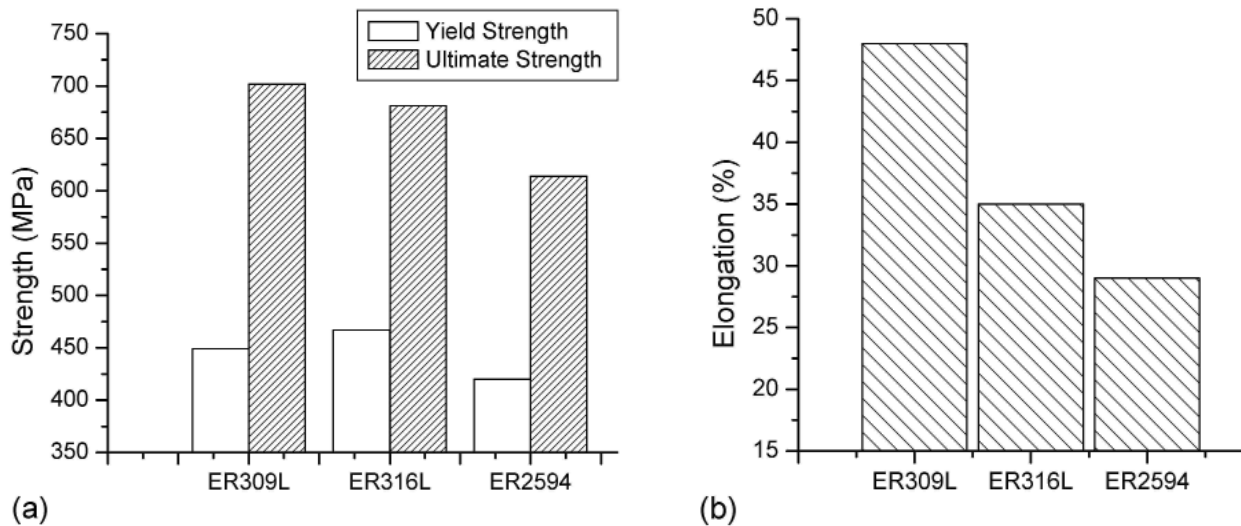 Yield Strength
Ultimate Strength
Strength (MPa)
750
700
650
600
550
500
450
400
350
ER309L ER316L ER2594
(a)
Elongation (%)
50
45
40
35
30
25
20
15
ER309L ER316L ER2594
(b)